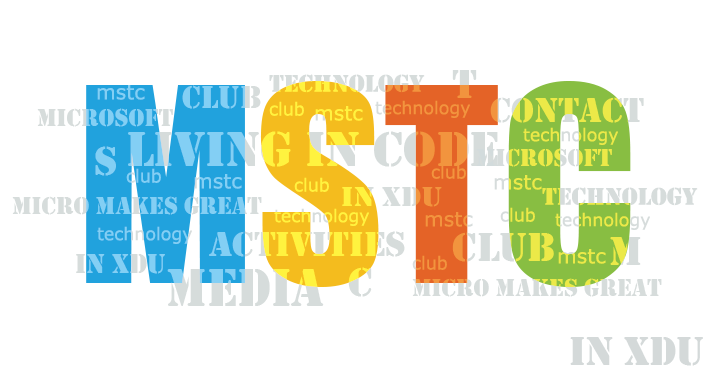 MSTC
TECHNOLOGY
T
mstc
CLUB
club
mstc
technology
CONTACT
MICROSOFT
technology
LIVING IN CODE
S
MICROSOFT
club
mstc
club
club
mstc
IN XDU
TECHNOLOGY
MICRO MAKES GREAT
technology
mstc
club
technology
technology
ACTIVITIES
CLUB
mstc
M
IN XDU
club
MEDIA
C
MICRO MAKES GREAT
IN XDU